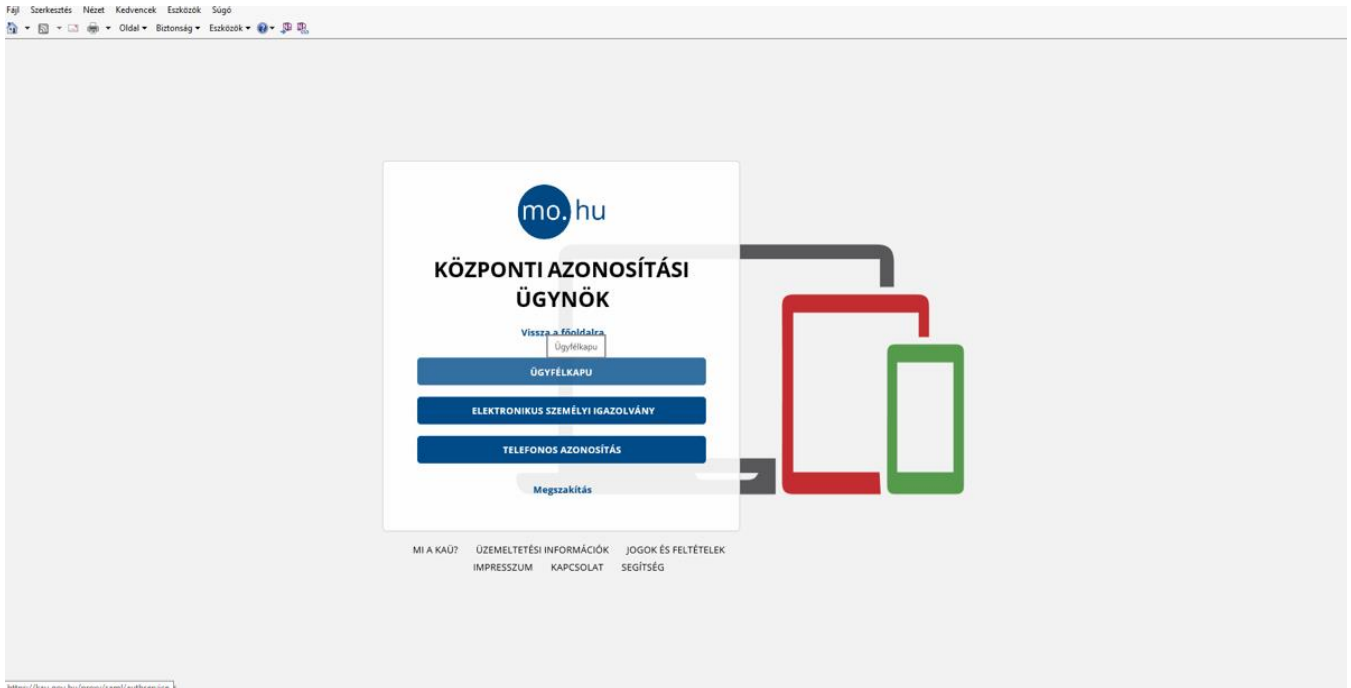 Fájl Szerkesztés Nézet Kedvencek Eszközök Súgó
Oldal Biztonság Eszközök
mo.hu
KÖZPONTI AZONOSÍTÁSI
ÜGYNÖK
Vissza a főoldalra
Ügyfélkapu
ÜGYFÉLKAPU
ELEKTRONIKUS SZEMÉLYI IGAZOLVÁNY
TELEFONOS AZONOSÍTÁS
Megszakítás
MI A KAÜ? ÜZEMELTETÉSI INFORMÁCIÓK JOGOK ÉS FELTÉTELEK
IMPRESSZUM KAPCSOLAT SEGÍTSÉG